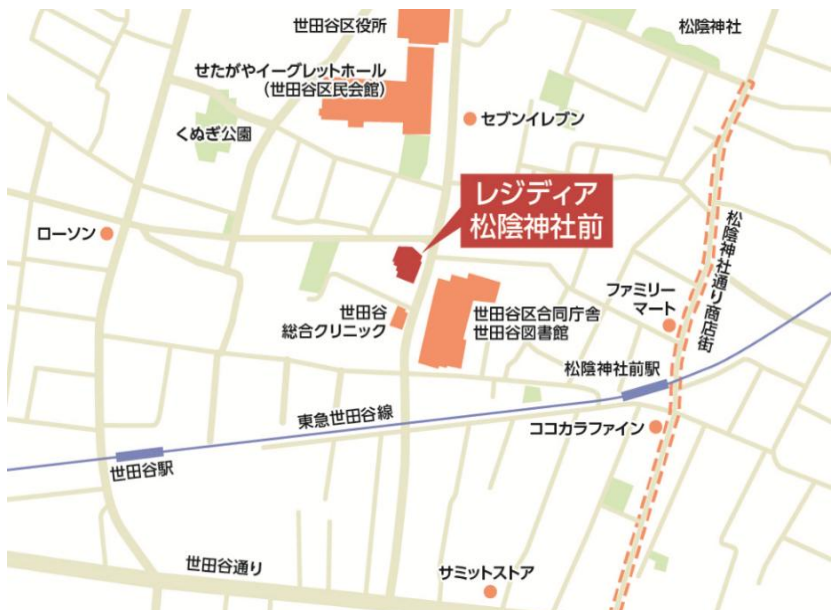 世田谷区役所
松陰神社
せたがやイーグレットホール
(世田谷区民会館)
セブンイレブン
くぬぎ公園
レジディア
松陰神社前
ローソン
松陰神社通り商店街
ファミリー
マート
世田谷
総合クリニック
世田谷区合同庁舎
世田谷図書館
松陰神社前駅
東急世田谷線
ココカラファイン
世田谷駅
世田谷通り
サミットストア